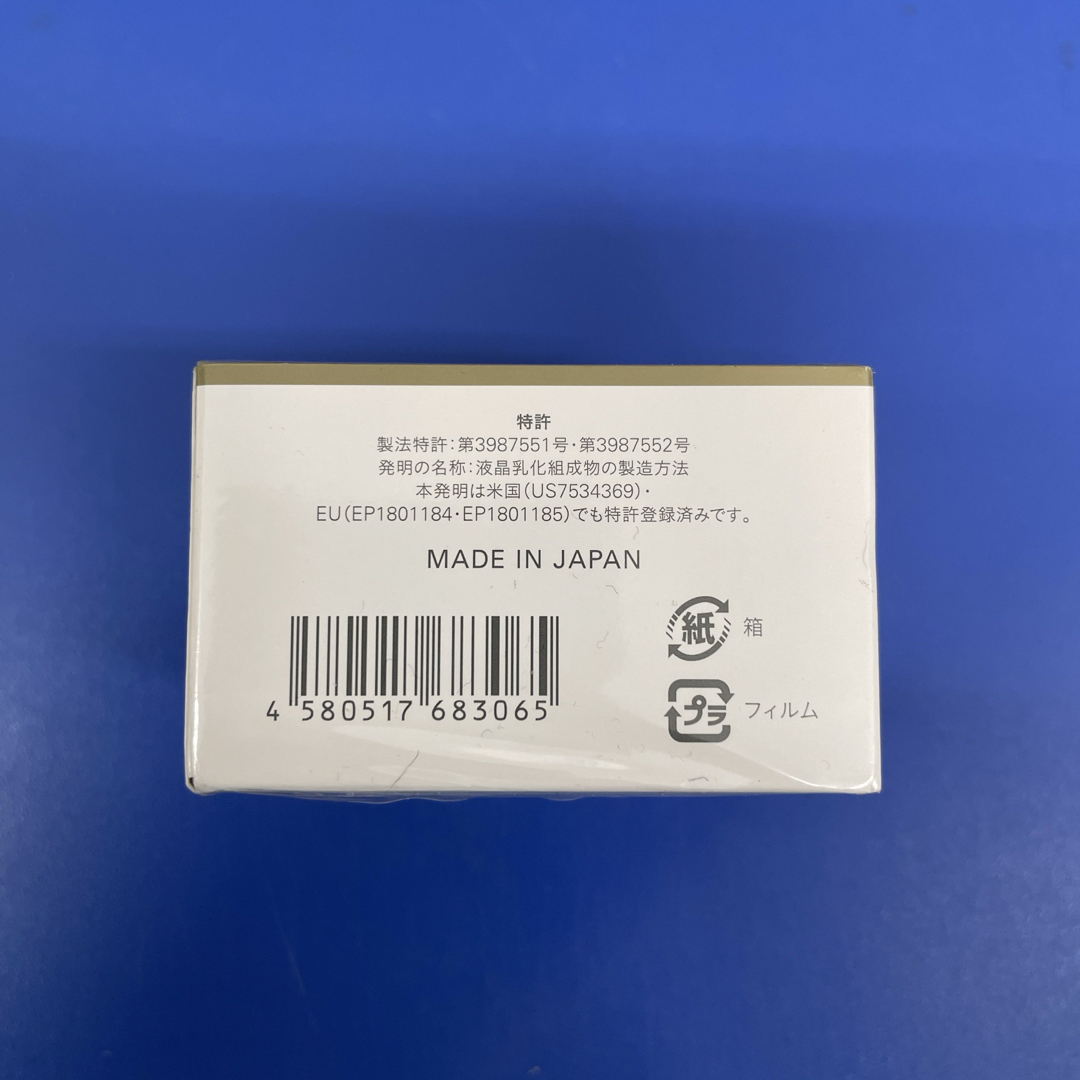 特許
製法特許：第3987551号・第3987552号
発明の名称：液晶乳化組成物の製造方法
本発明は米国（US7534369）・
EU（EP1801184・EP1801185）でも特許登録済みです。
MADE IN JAPAN
紙 箱
プラ フィルム
4 580517 683065